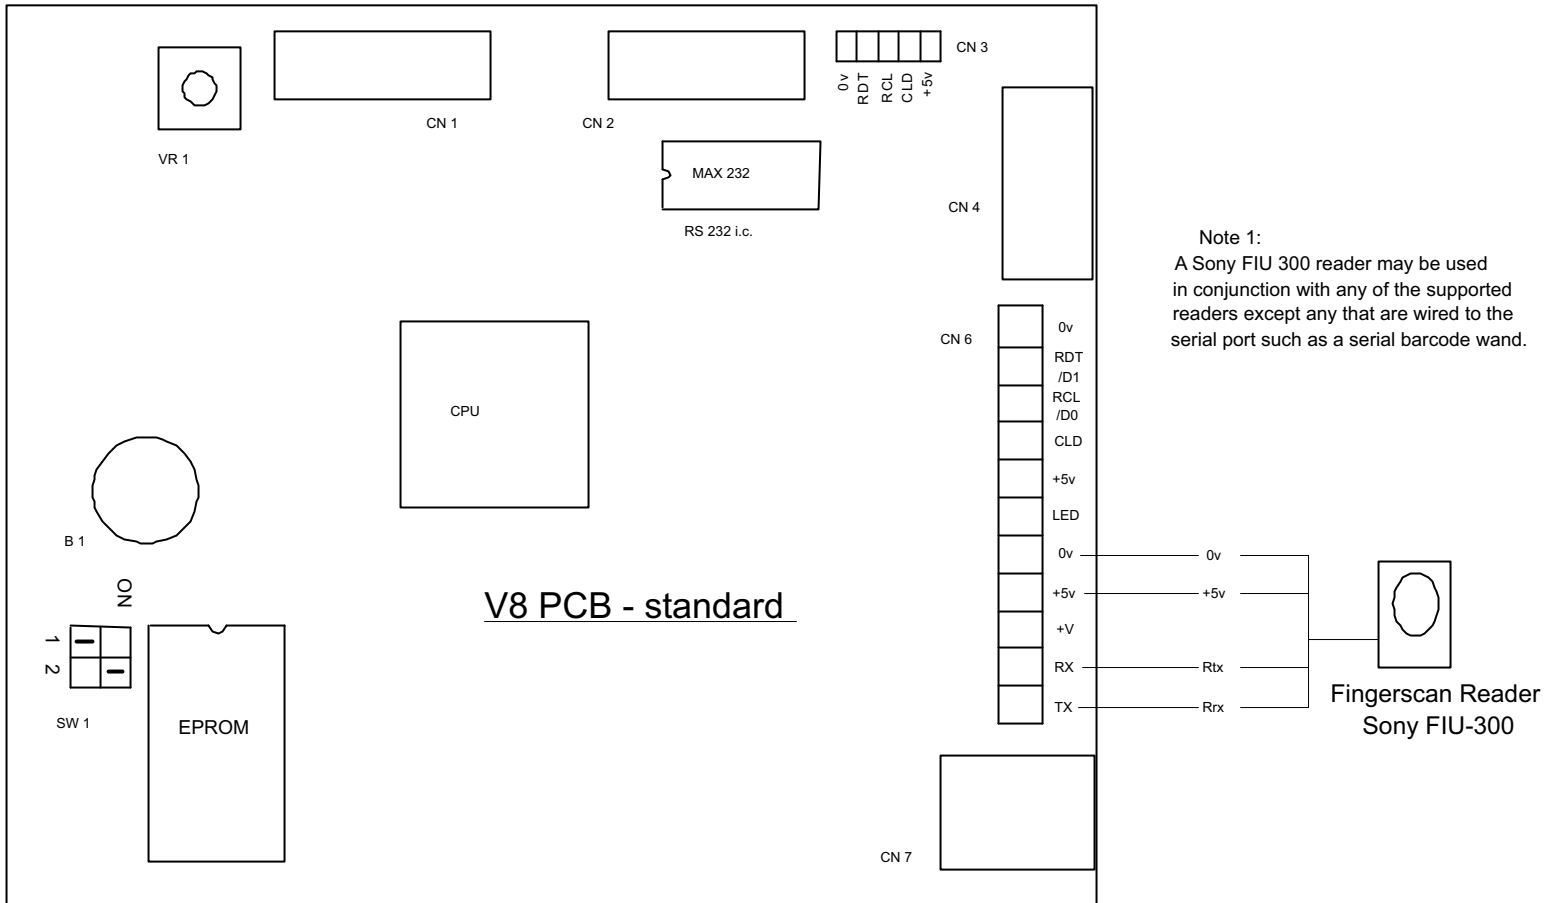 CN 3
0v
RDT
RCL
CLD
+5v
CN 1
CN 2
VR 1
MAX 232
RS 232 i.c.
CN 4
Note 1:
A Sony FIU 300 reader may be used
in conjunction with any of the supported
readers except any that are wired to the
serial port such as a serial barcode wand.
CN 6
0v
RDT
/D1
RCL
/D0
CLD
+5v
LED
0v
0v
+5v
+5v
+V
RX
Rtx
TX
Rrx
CPU
B 1
ON
1
2
SW 1
EPROM
V8 PCB - standard
Fingerscan Reader
Sony FIU-300
CN 7